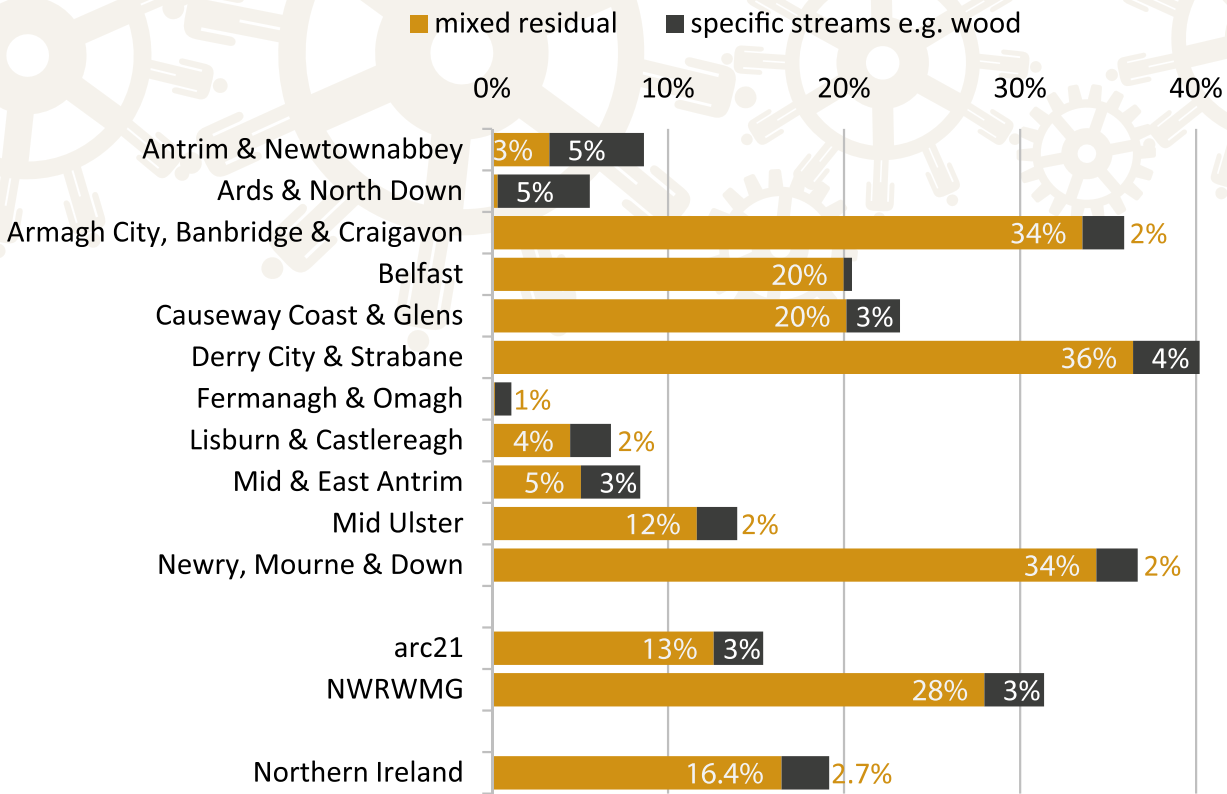 mixed residual specific streams e.g. wood
0% 10% 20% 30% 40%
Antrim & Newtownabbey 3% 5%
Ards & North Down 5%
Armagh City, Banbridge & Craigavon 34% 2%
Belfast 20%
Causeway Coast & Glens 20% 3%
Derry City & Strabane 36% 4%
Fermanagh & Omagh 1%
Lisburn & Castlereagh 4% 2%
Mid & East Antrim 5% 3%
Mid Ulster 12% 2%
Newry, Mourne & Down 34% 2%
arc21 13% 3%
NWRWMG 28% 3%
Northern Ireland 16.4% 2.7%